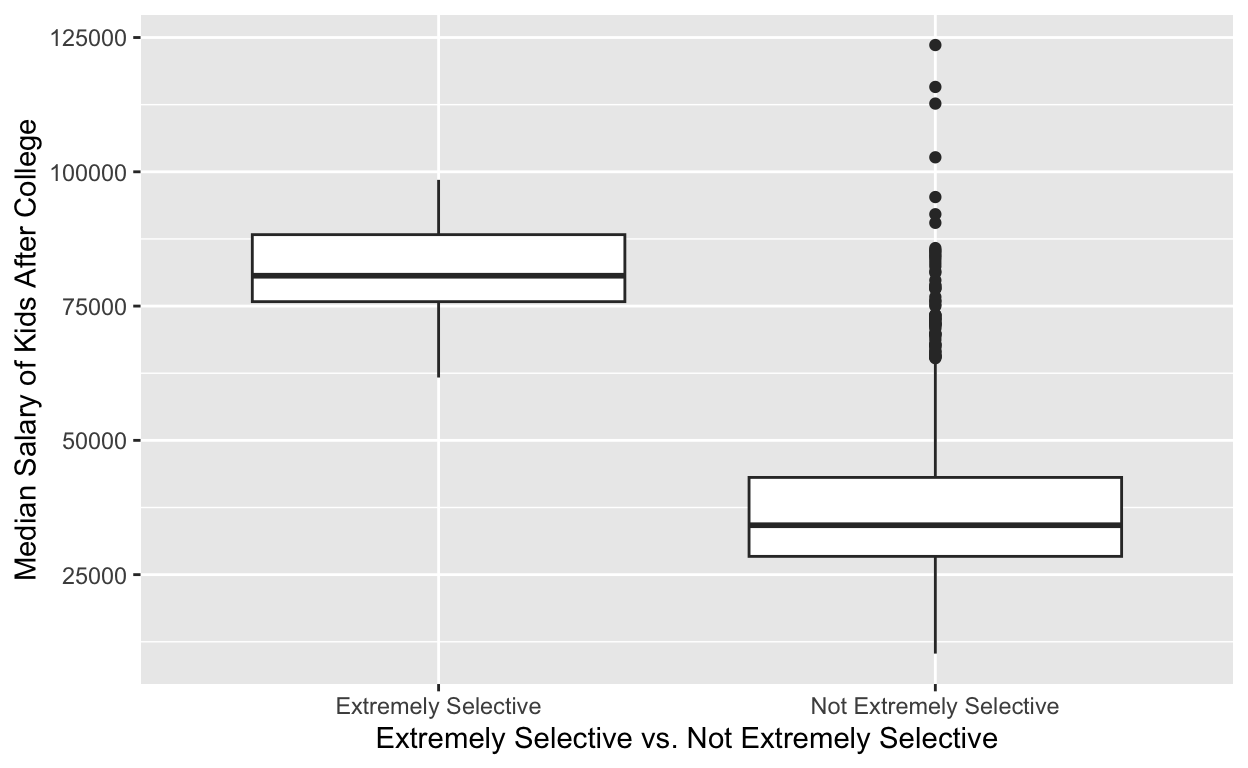 Median Salary of Kids After College
125000
100000
75000
50000
25000
Extremely Selective
Not Extremely Selective
Extremely Selective vs. Not Extremely Selective